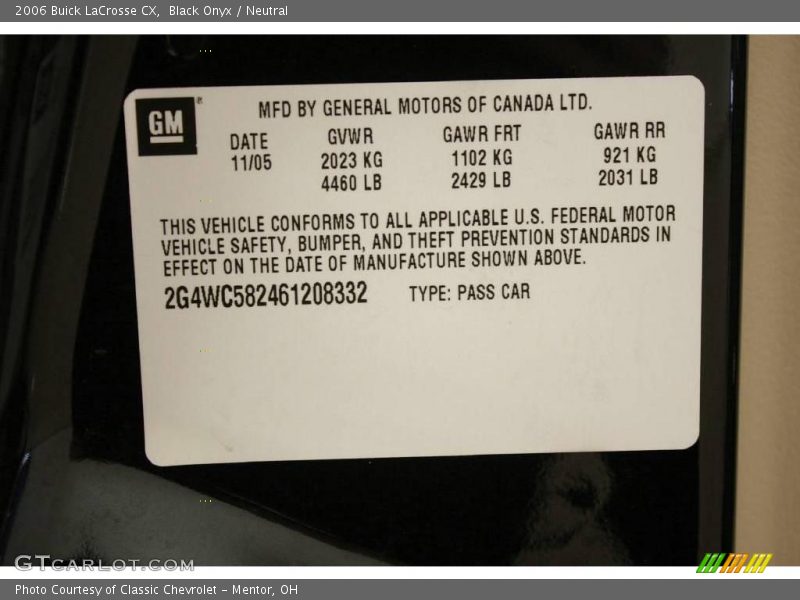 2006 Buick LaCrosse CX, Black Onyx / Neutral
GM
®
MFD BY GENERAL MOTORS OF CANADA LTD.
DATE GVWR GAWR FRT GAWR RR
11/05 2023 KG 1102 KG 921 KG
4460 LB 2429 LB 2031 LB
THIS VEHICLE CONFORMS TO ALL APPLICABLE U.S. FEDERAL MOTOR
VEHICLE SAFETY, BUMPER, AND THEFT PREVENTION STANDARDS IN
EFFECT ON THE DATE OF MANUFACTURE SHOWN ABOVE.
2G4WC582461208332 TYPE: PASS CAR
GTCARLOT.COM
Photo Courtesy of Classic Chevrolet - Mentor, OH